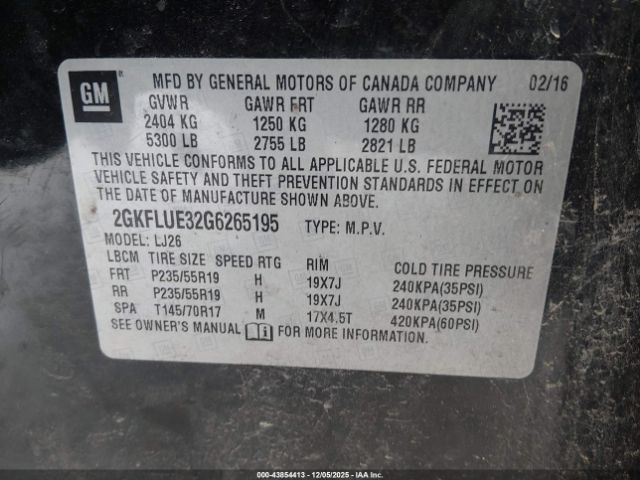 GM MFD BY GENERAL MOTORS OF CANADA COMPANY 02/16
GVWR GAWR FRT GAWR RR
2404 KG 1250 KG 1280 KG
5300 LB 2755 LB 2821 LB
THIS VEHICLE CONFORMS TO ALL APPLICABLE U.S. FEDERAL MOTOR
VEHICLE SAFETY AND THEFT PREVENTION STANDARDS IN EFFECT ON
THE DATE OF MANUFACTURE SHOWN ABOVE.
2GKFLUE32G6265195 TYPE: M.P.V.
MODEL: LJ26
LBCM TIRE SIZE SPEED RTG RIM COLD TIRE PRESSURE
FRT P235/55R19 H 19X7J 240KPA(35PSI)
RR P235/55R19 H 19X7J 240KPA(35PSI)
SPA T145/70R17 M 17X4.5T 420KPA(60PSI)
SEE OWNER'S MANUAL FOR MORE INFORMATION.
000-43854413 - 12/05/2025 - IAAI.CA